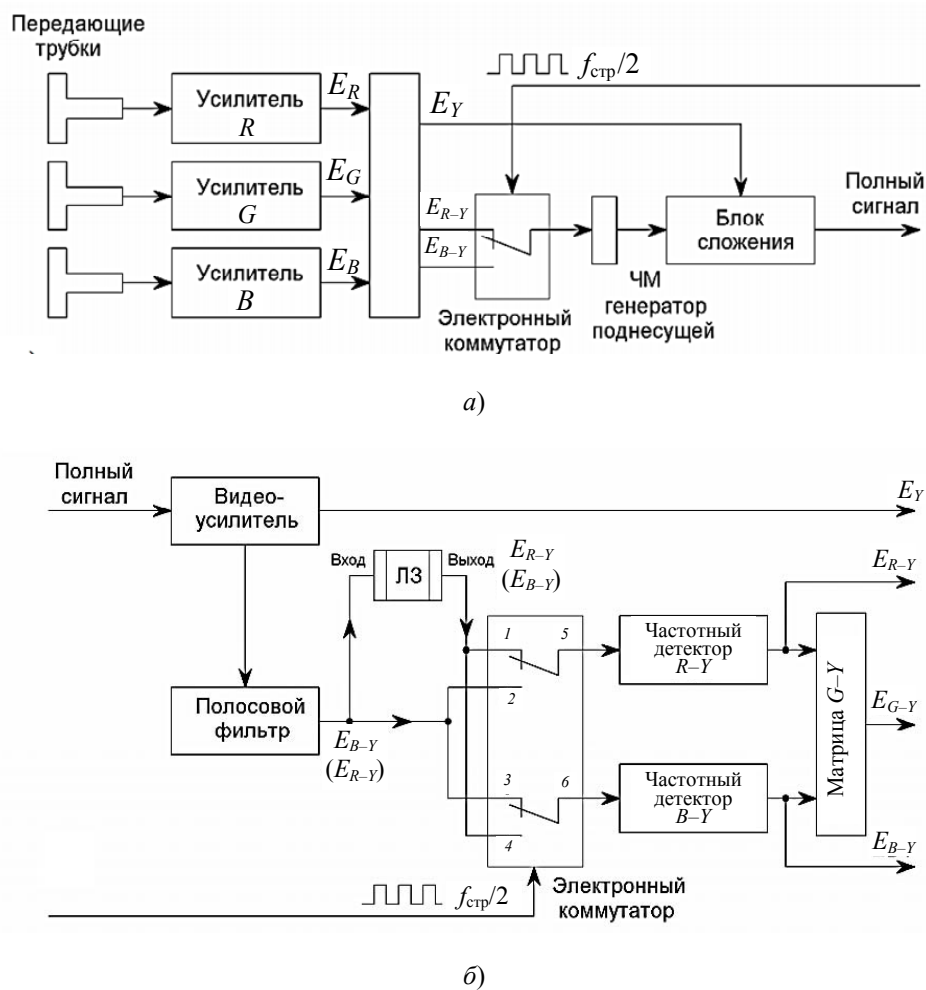 Передающие
трубки
Усилитель
R
E_R
Усилитель
G
E_G
Усилитель
B
E_B
E_Y
f_стр/2
E_R–Y
E_B–Y
Электронный
коммутатор
ЧМ
генератор
поднесущей
Блок
сложения
Полный
сигнал
а)
Полный
сигнал
Видео-
усилитель
E_Y
Полосовой
фильтр
Вход
ЛЗ
Выход
E_R–Y
(E_B–Y)
E_B–Y
(E_R–Y)
1
5
2
3
6
4
Частотный
детектор
R–Y
Частотный
детектор
B–Y
Матрица G–Y
E_R–Y
E_G–Y
E_B–Y
f_стр/2
Электронный
коммутатор
б)